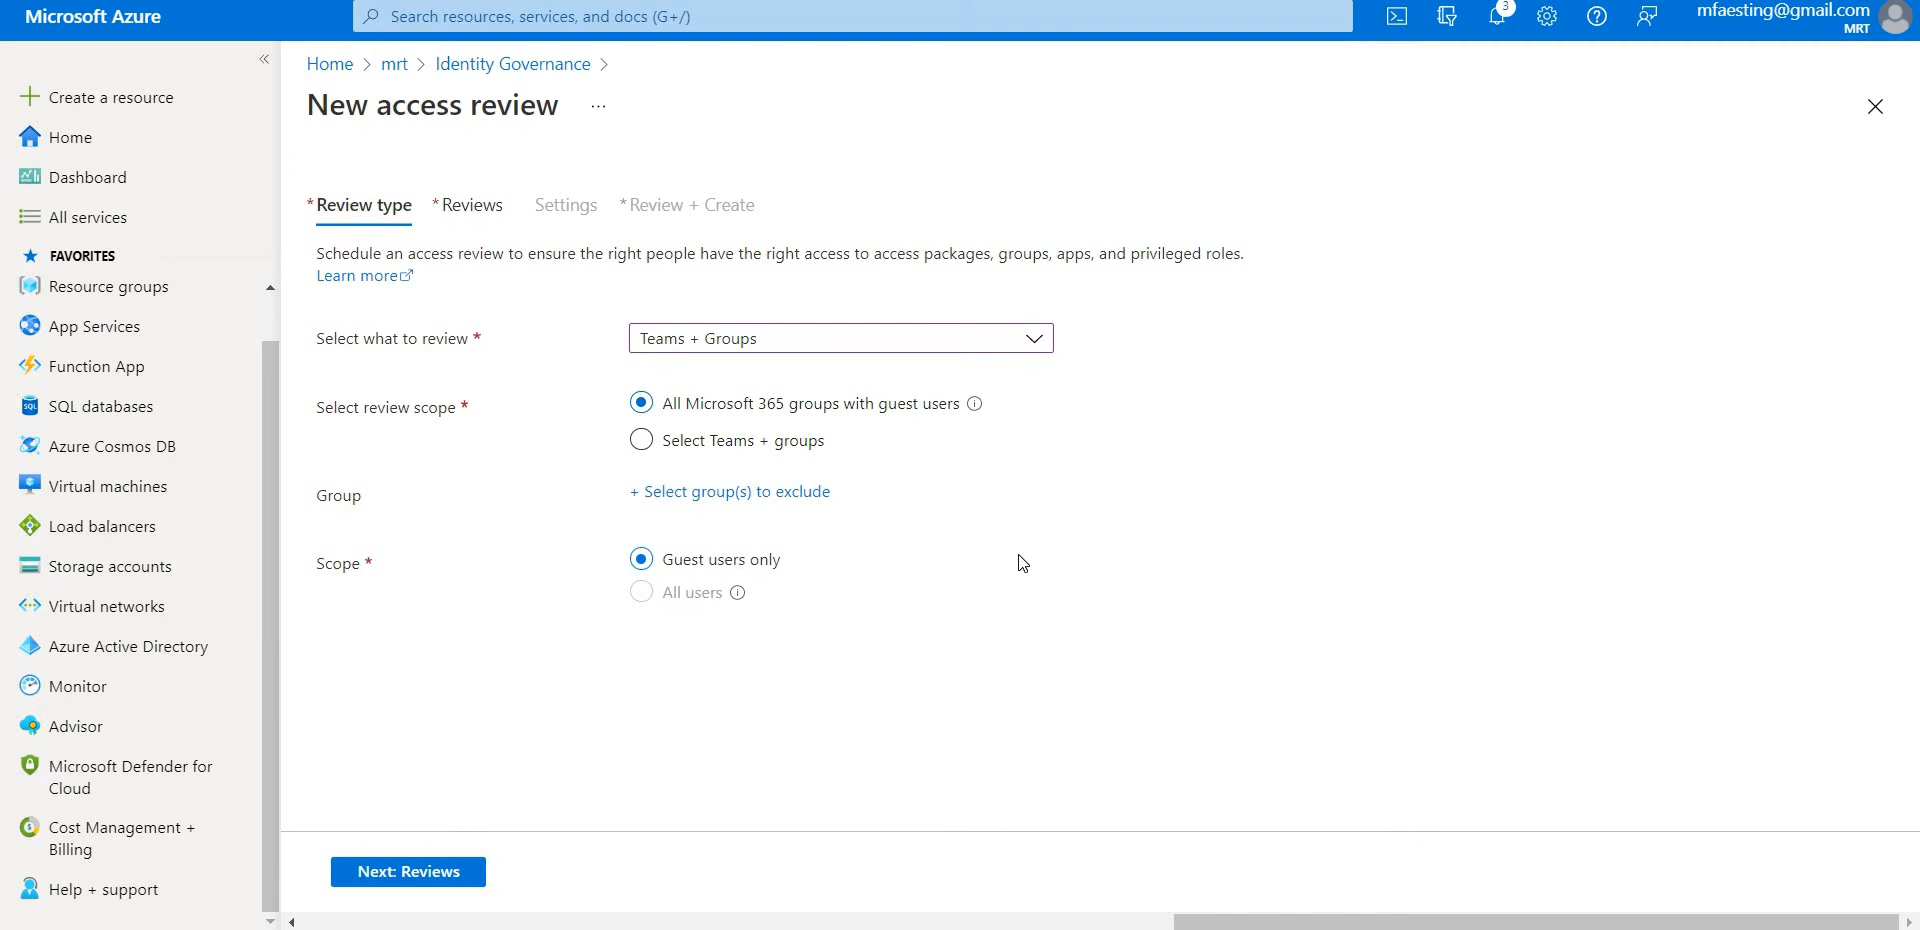 Microsoft Azure
Search resources, services, and docs (G+/)
3
mfaesting@gmail.com
MRT
Create a resource
Home
Dashboard
All services
FAVORITES
Resource groups
App Services
Function App
SQL databases
Azure Cosmos DB
Virtual machines
Load balancers
Storage accounts
Virtual networks
Azure Active Directory
Monitor
Advisor
Microsoft Defender for
Cloud
Cost Management +
Billing
Help + support
Home > mrt > Identity Governance >
New access review ...
* Review type * Reviews Settings * Review + Create
Schedule an access review to ensure the right people have the right access to access packages, groups, apps, and privileged roles.
Learn more
Select what to review *
Teams + Groups
Select review scope *
All Microsoft 365 groups with guest users
Select Teams + groups
Group
+ Select group(s) to exclude
Scope *
Guest users only
All users
Next: Reviews